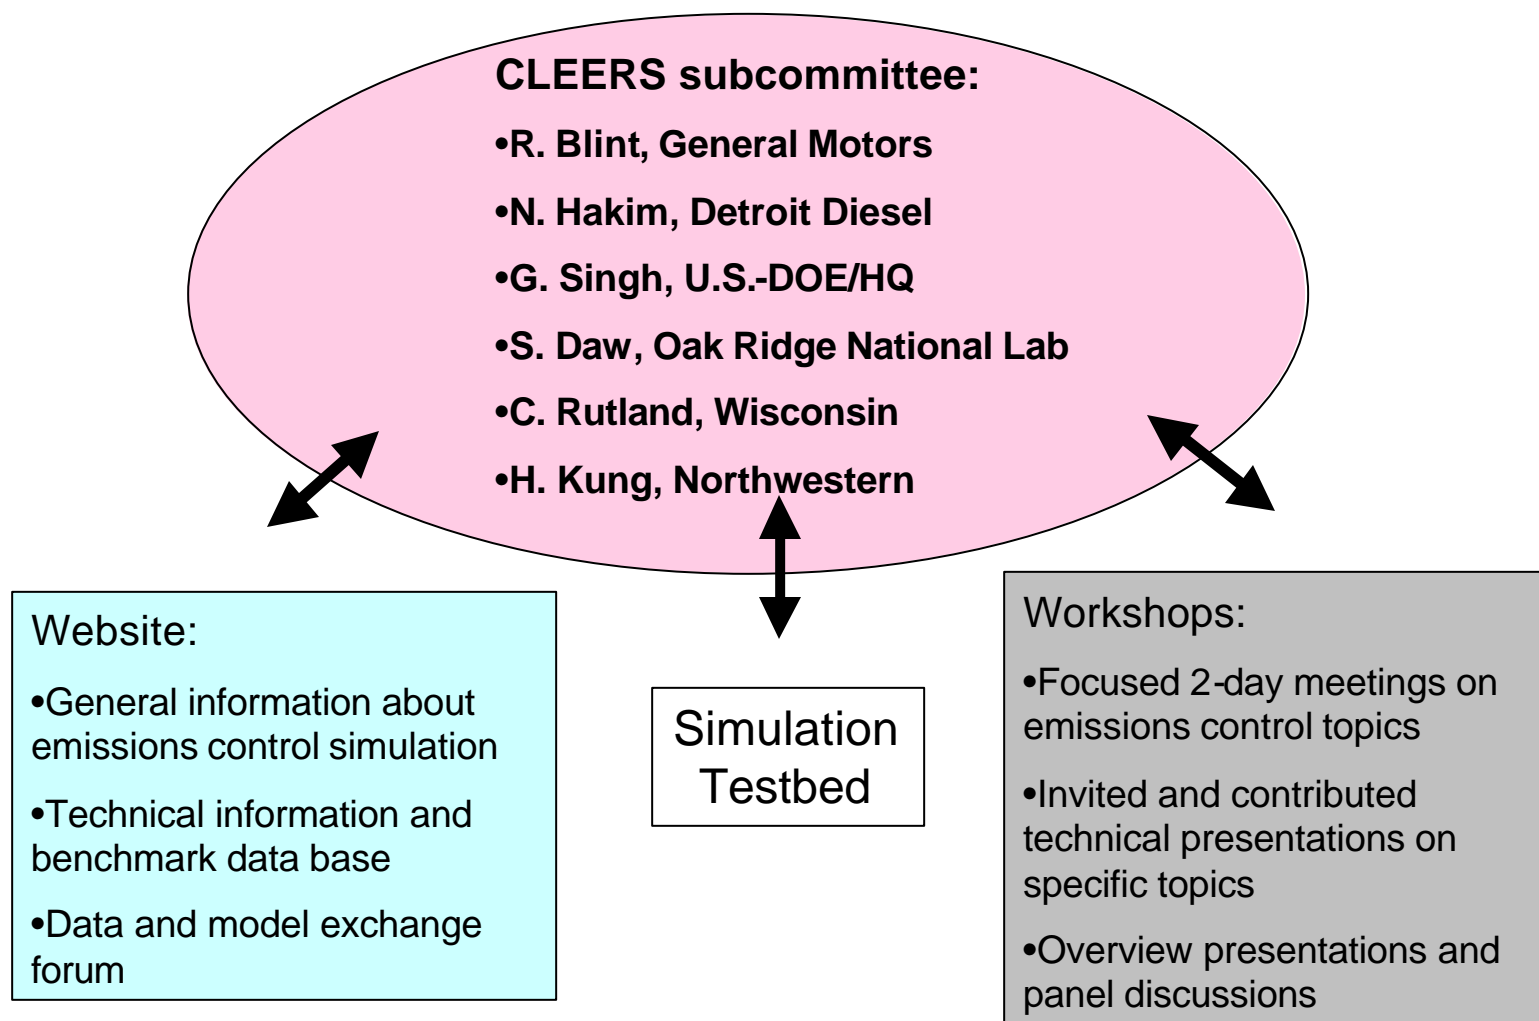 CLEERS subcommittee:
•R. Blint, General Motors
•N. Hakim, Detroit Diesel
•G. Singh, U.S.-DOE/HQ
•S. Daw, Oak Ridge National Lab
•C. Rutland, Wisconsin
•H. Kung, Northwestern
Website:
•General information about
emissions control simulation
•Technical information and
benchmark data base
•Data and model exchange
forum
Simulation
Testbed
Workshops:
•Focused 2-day meetings on
emissions control topics
•Invited and contributed
technical presentations on
specific topics
•Overview presentations and
panel discussions